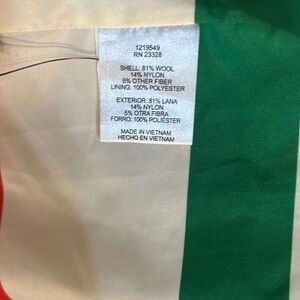 1219549
RN 23328
SHELL: 81% WOOL
14% NYLON
5% OTHER FIBER
LINING: 100% POLYESTER
EXTERIOR: 81% LANA
14% NYLON
5% OTRA FIBRA
FORRO: 100% POLIÉSTER
MADE IN VIETNAM
HECHO EN VIETNAM